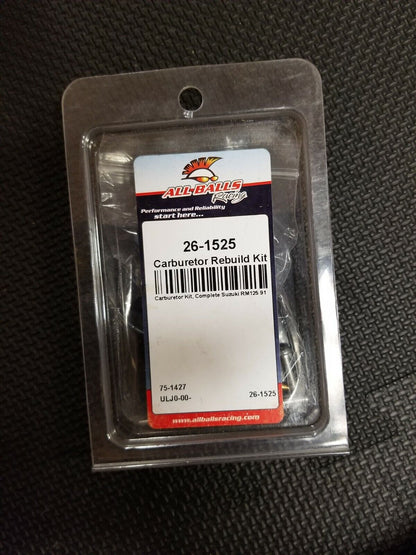 ALL BALLS
Racing
Performance and Reliability
start here...
26-1525
Carburetor Rebuild Kit
Carburetor Kit, Complete Suzuki RM125 91
75-1427
ULJ0-00-
26-1525
www.allballsracing.com